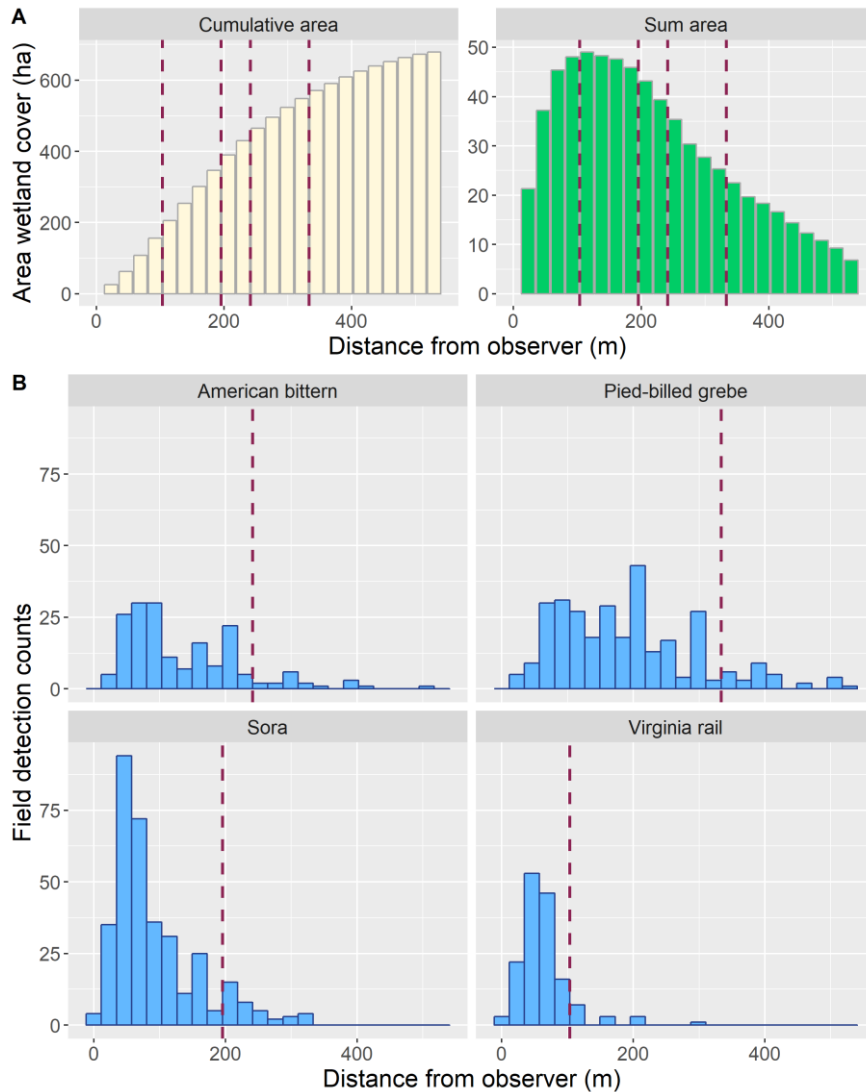 A
Cumulative area
Sum area
Area wetland cover (ha)
600
400
200
0
50
40
30
20
10
0
0 200 400
0 200 400
Distance from observer (m)
B
American bittern
Pied-billed grebe
Field detection counts
75
50
25
0
Sora
Virginia rail
75
50
25
0
0 200 400
0 200 400
Distance from observer (m)